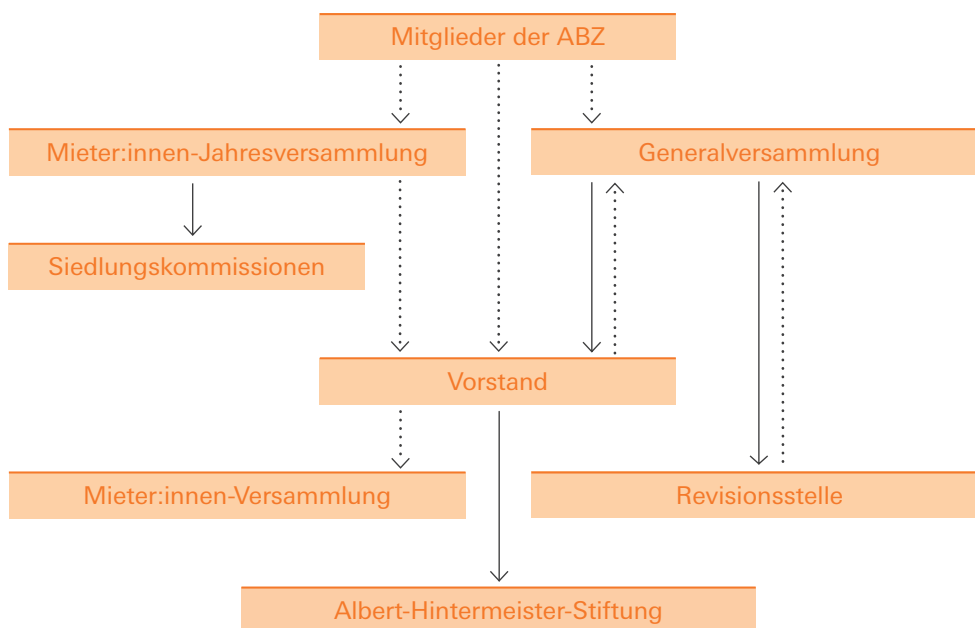 Mitglieder der ABZ
Mieter:innen-Jahresversammlung
Generalversammlung
Siedlungskommissionen
Vorstand
Mieter:innen-Versammlung
Revisionsstelle
Albert-Hintermeister-Stiftung